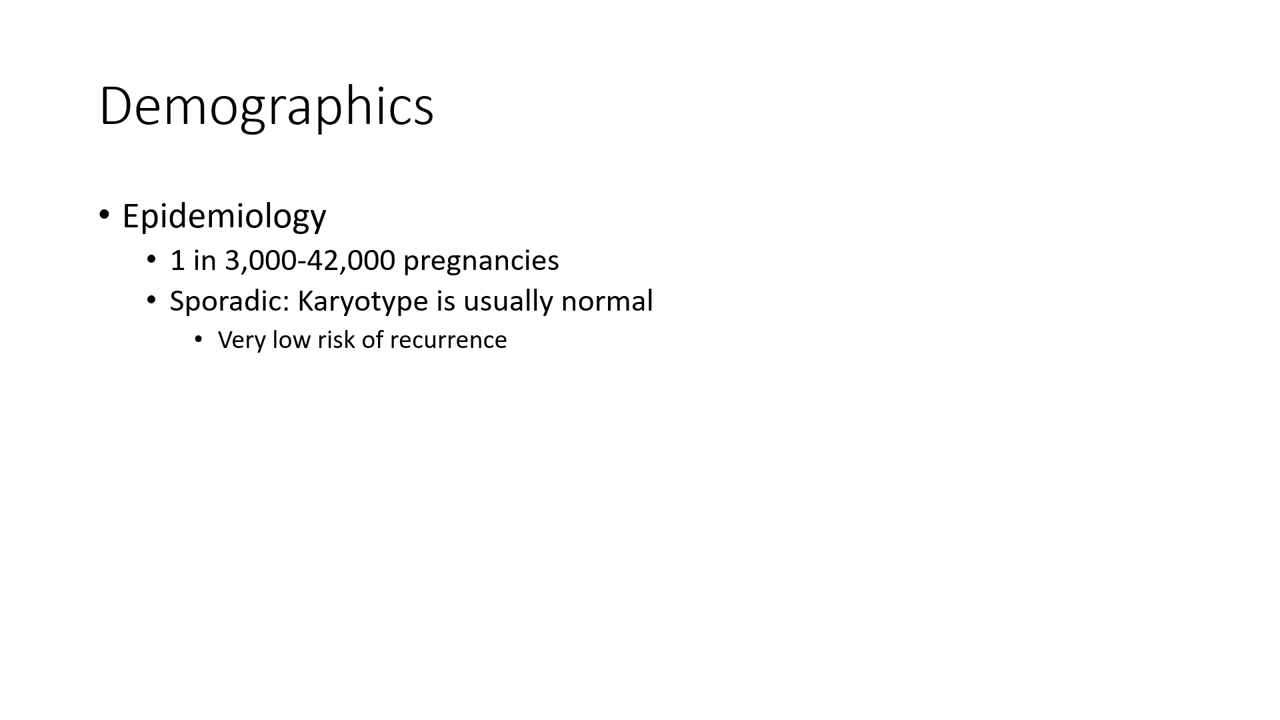 Demographics
• Epidemiology
• 1 in 3,000-42,000 pregnancies
• Sporadic: Karyotype is usually normal
• Very low risk of recurrence